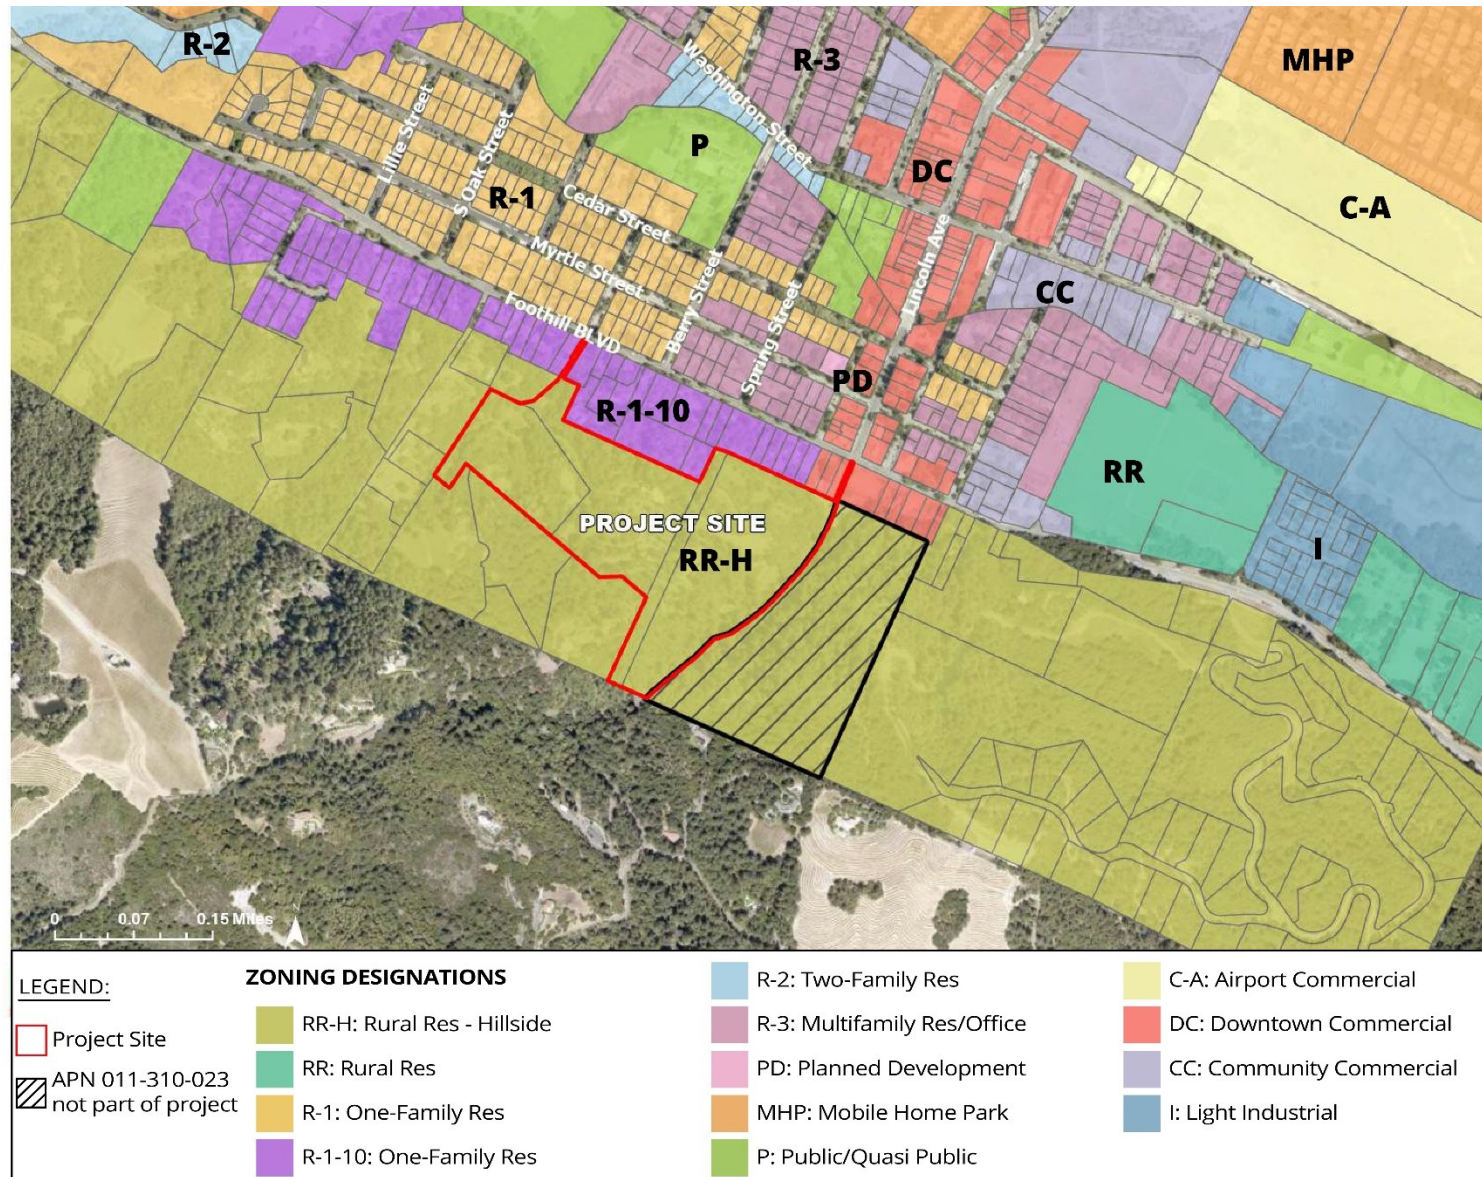 R-2
R-3
MHP
Washington Street
Lillie Street
S Oak Street
P
DC
C-A
R-1
Cedar Street
Myrtle Street
Lincoln Ave
CC
Foothill BLVD
Berry Street
Spring Street
PD
R-1-10
RR
PROJECT SITE
RR-H
I
0 0.07 0.15 Miles
LEGEND:
Project Site
APN 011-310-023
not part of project
ZONING DESIGNATIONS
RR-H: Rural Res - Hillside
RR: Rural Res
R-1: One-Family Res
R-1-10: One-Family Res
R-2: Two-Family Res
R-3: Multifamily Res/Office
PD: Planned Development
MHP: Mobile Home Park
P: Public/Quasi Public
C-A: Airport Commercial
DC: Downtown Commercial
CC: Community Commercial
I: Light Industrial